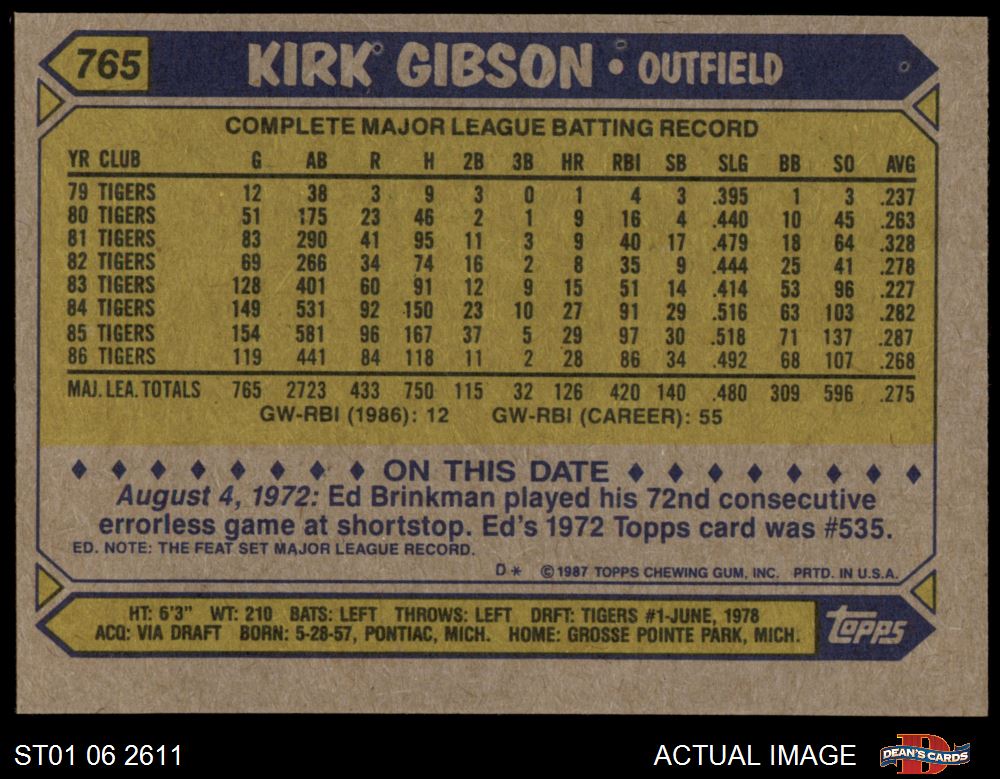 765 KIRK GIBSON • OUTFIELD
COMPLETE MAJOR LEAGUE BATTING RECORD
YR CLUB G AB R H 2B 3B HR RBI SB SLG BB SO AVG
79 TIGERS 12 38 3 9 3 0 1 4 3 .395 1 3 .237
80 TIGERS 51 175 23 46 2 1 9 16 4 .440 10 45 .263
81 TIGERS 83 290 41 95 11 3 9 40 17 .479 18 64 .328
82 TIGERS 69 266 34 74 16 2 8 35 9 .444 25 41 .278
83 TIGERS 128 401 60 91 12 9 15 51 14 .414 53 96 .227
84 TIGERS 149 531 92 150 23 10 27 91 29 .516 63 103 .282
85 TIGERS 154 581 96 167 37 5 29 97 30 .518 71 137 .287
86 TIGERS 119 441 84 118 11 2 28 86 34 .492 68 107 .268
MAJ. LEA. TOTALS 765 2723 433 750 115 32 126 420 140 .480 309 596 .275
GW-RBI (1986): 12 GW-RBI (CAREER): 55
♦ ♦ ♦ ♦ ♦ ♦ ♦ ♦ ON THIS DATE ♦ ♦ ♦ ♦ ♦ ♦ ♦ ♦
August 4, 1972: Ed Brinkman played his 72nd consecutive
errorless game at shortstop. Ed's 1972 Topps card was #535.
ED. NOTE: THE FEAT SET MAJOR LEAGUE RECORD.
D* © 1987 TOPPS CHEWING GUM, INC. PRTD. IN U.S.A.
HT: 6'3" WT: 210 BATS: LEFT THROWS: LEFT DRFT: TIGERS #1-JUNE, 1978
ACQ: VIA DRAFT BORN: 5-28-57, PONTIAC, MICH. HOME: GROSSE POINTE PARK, MICH.
Topps
ST01 06 2611 ACTUAL IMAGE DEAN'S CARDS